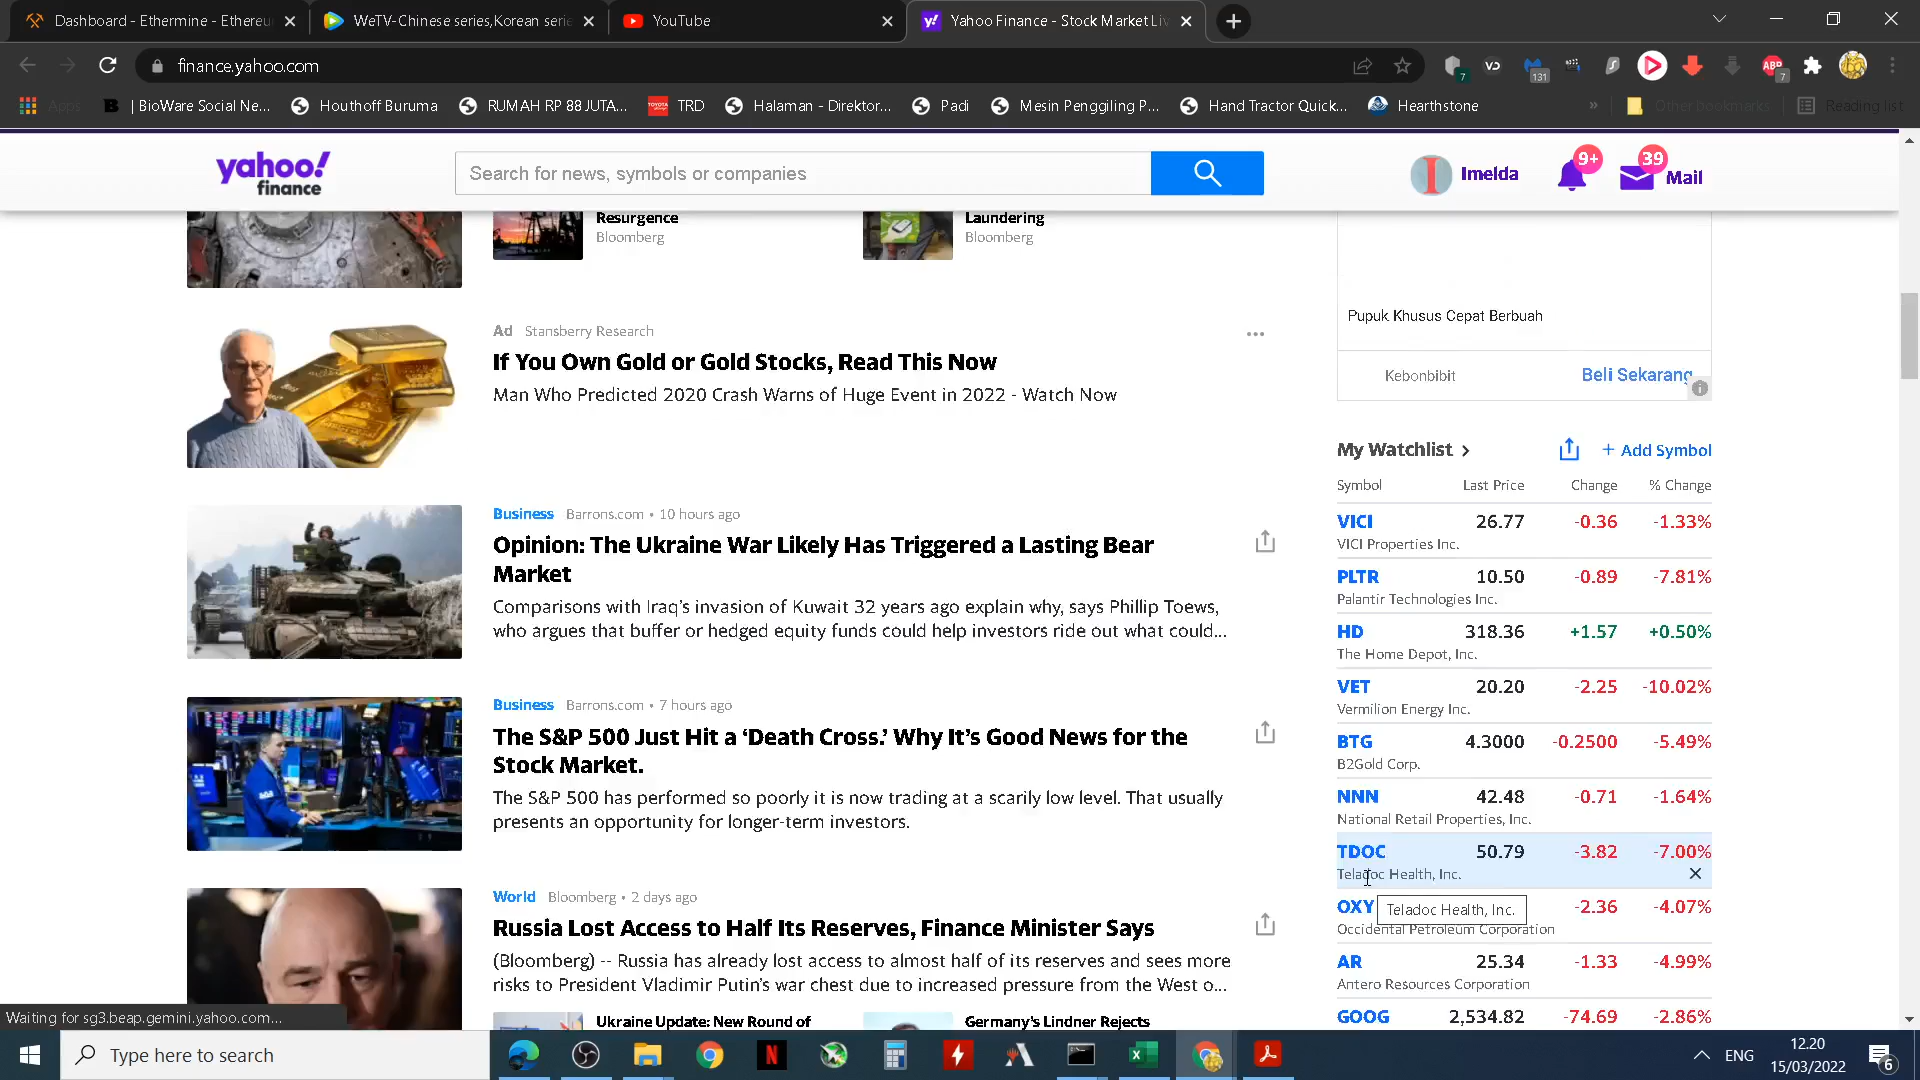 Dashboard - Ethermine - Ethereu
WeTV-Chinese series,Korean serie
YouTube
Yahoo Finance - Stock Market Liv
finance.yahoo.com
7
131
ABP
7
Apps
| BioWare Social Ne...
Houthoff Buruma
RUMAH RP 88 JUTA...
TRD
Halaman - Direktor...
Padi
Mesin Penggiling P...
Hand Tractor Quick...
Hearthstone
»
Other bookmarks
Reading list
yahoo!
finance
Search for news, symbols or companies
I
Imelda
9+
39
Mail
Resurgence
Bloomberg
Laundering
Bloomberg
Ad Stansberry Research
If You Own Gold or Gold Stocks, Read This Now
Man Who Predicted 2020 Crash Warns of Huge Event in 2022 - Watch Now
Business Barrons.com • 10 hours ago
Opinion: The Ukraine War Likely Has Triggered a Lasting Bear
Market
Comparisons with Iraq’s invasion of Kuwait 32 years ago explain why, says Phillip Toews,
who argues that buffer or hedged equity funds could help investors ride out what could...
Business Barrons.com • 7 hours ago
The S&P 500 Just Hit a ‘Death Cross.’ Why It’s Good News for the
Stock Market.
The S&P 500 has performed so poorly it is now trading at a scarily low level. That usually
presents an opportunity for longer-term investors.
World Bloomberg • 2 days ago
Russia Lost Access to Half Its Reserves, Finance Minister Says
(Bloomberg) -- Russia has already lost access to almost half of its reserves and sees more
risks to President Vladimir Putin’s war chest due to increased pressure from the West o...
Ukraine Update: New Round of
Germany’s Lindner Rejects
Pupuk Khusus Cepat Berbuah
Kebonbibit
Beli Sekarang
My Watchlist
+ Add Symbol
Symbol Last Price Change % Change
VICI 26.77 -0.36 -1.33%
VICI Properties Inc.
PLTR 10.50 -0.89 -7.81%
Palantir Technologies Inc.
HD 318.36 +1.57 +0.50%
The Home Depot, Inc.
VET 20.20 -2.25 -10.02%
Vermilion Energy Inc.
BTG 4.3000 -0.2500 -5.49%
B2Gold Corp.
NNN 42.48 -0.71 -1.64%
National Retail Properties, Inc.
TDOC 50.79 -3.82 -7.00%
Teladoc Health, Inc.
OXY -2.36 -4.07%
Teladoc Health, Inc.
Occidental Petroleum Corporation
AR 25.34 -1.33 -4.99%
Antero Resources Corporation
GOOG 2,534.82 -74.69 -2.86%
Waiting for sg3.beap.gemini.yahoo.com...
Type here to search
ENG
12.20
15/03/2022
6